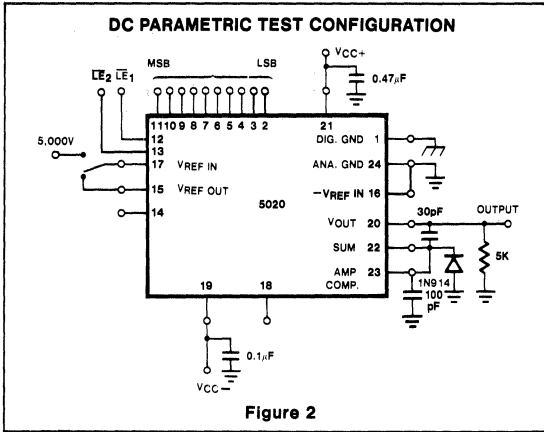 DC PARAMETRIC TEST CONFIGURATION
VCC+
MSB LSB
LE2 LE1
0.47µF
11 10 9 8 7 6 5 4 3 2
21
5,000V
12
13
17 VREF IN
15 VREF OUT
14
5020
DIG. GND 1
ANA. GND 24
–VREF IN 16
30pF
OUTPUT
VOUT 20
SUM 22
5K
AMP 23
COMP.
1N914
100
pF
19 18
0.1µF
VCC–
Figure 2